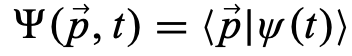 Ψ(p⃗, t) = ⟨p⃗|ψ(t)⟩